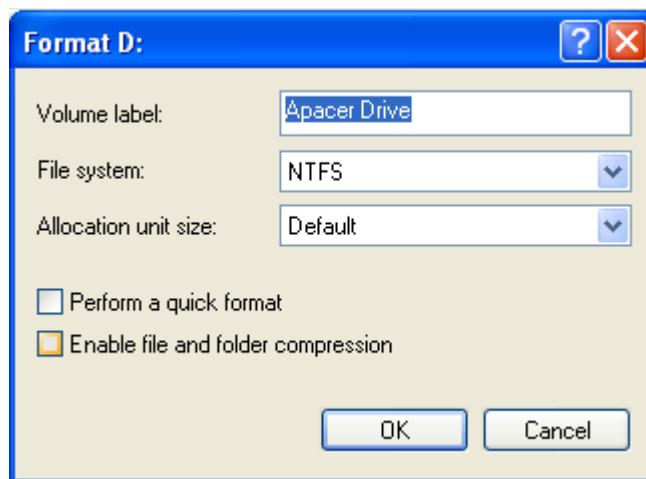 Format D:
Volume label: Apacer Drive
File system: NTFS
Allocation unit size: Default
Perform a quick format
Enable file and folder compression
OK Cancel